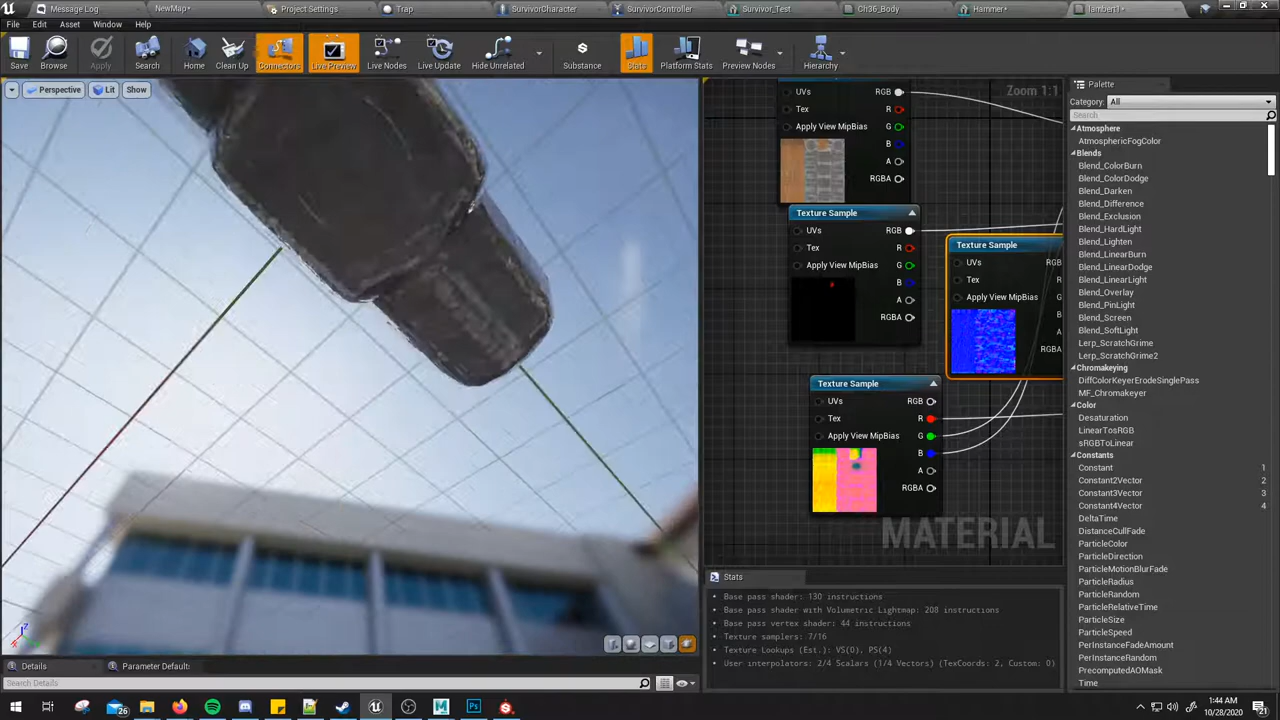 Message Log
NewMap*
Project Settings
Trap
SurvivorCharacter
SurvivorController
Survivor_Test
Ch36_Body
Hammer*
lambert1*
File
Edit
Asset
Window
Help
Save
Browse
Apply
Search
Home
Clean Up
Connectors
Live Preview
Live Nodes
Live Update
Hide Unrelated
Substance
Stats
Platform Stats
Preview Nodes
Hierarchy
Perspective
Lit
Show
Zoom 1:1
UVs
RGB
Tex
R
Apply View MipBias
G
B
A
RGBA
Texture Sample
UVs
RGB
Tex
R
Apply View MipBias
G
B
A
RGBA
Texture Sample
UVs
RGB
Tex
R
Apply View MipBias
G
B
A
RGBA
Texture Sample
UVs
RGB
Tex
R
Apply View MipBias
G
B
A
RGBA
MATERIAL
Stats
Base pass shader: 130 instructions
Base pass shader with Volumetric Lightmap: 208 instructions
Base pass vertex shader: 44 instructions
Texture samplers: 7/16
Texture Lookups (Est.): VS(0), PS(4)
User interpolators: 2/4 Scalars (1/4 Vectors) (TexCoords: 2, Custom: 0)
Palette
Category: All
Search
Atmosphere
AtmosphericFogColor
Blends
Blend_ColorBurn
Blend_ColorDodge
Blend_Darken
Blend_Difference
Blend_Exclusion
Blend_HardLight
Blend_Lighten
Blend_LinearBurn
Blend_LinearDodge
Blend_LinearLight
Blend_Overlay
Blend_PinLight
Blend_Screen
Blend_SoftLight
Lerp_ScratchGrime
Lerp_ScratchGrime2
Chromakeying
DiffColorKeyerErodeSinglePass
MF_Chromakeyer
Color
Desaturation
LinearTosRGB
sRGBToLinear
Constants
Constant 1
Constant2Vector 2
Constant3Vector 3
Constant4Vector 4
DeltaTime
DistanceCullFade
ParticleColor
ParticleDirection
ParticleMotionBlurFade
ParticleRadius
ParticleRandom
ParticleRelativeTime
ParticleSize
ParticleSpeed
PerInstanceFadeAmount
PerInstanceRandom
PrecomputedAOMask
Time
Details
Parameter Default:
Search Details
26
1:44 AM
10/28/2020
21